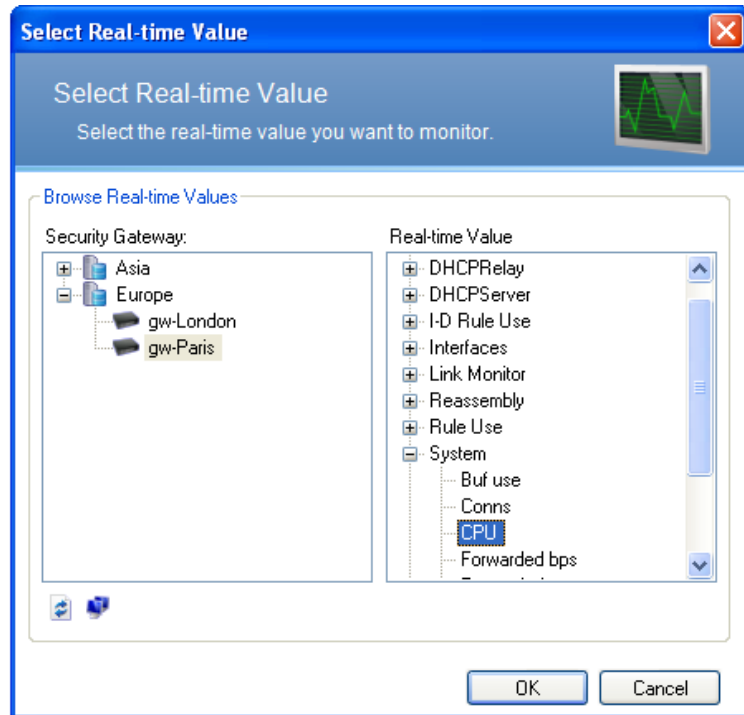 Select Real-time Value
Select Real-time Value
Select the real-time value you want to monitor.
Browse Real-time Values
Security Gateway:
Asia
Europe
gw-London
gw-Paris
Real-time Value
DHCPRelay
DHCPServer
I-D Rule Use
Interfaces
Link Monitor
Reassembly
Rule Use
System
Buf use
Conns
CPU
Forwarded bps
OK
Cancel